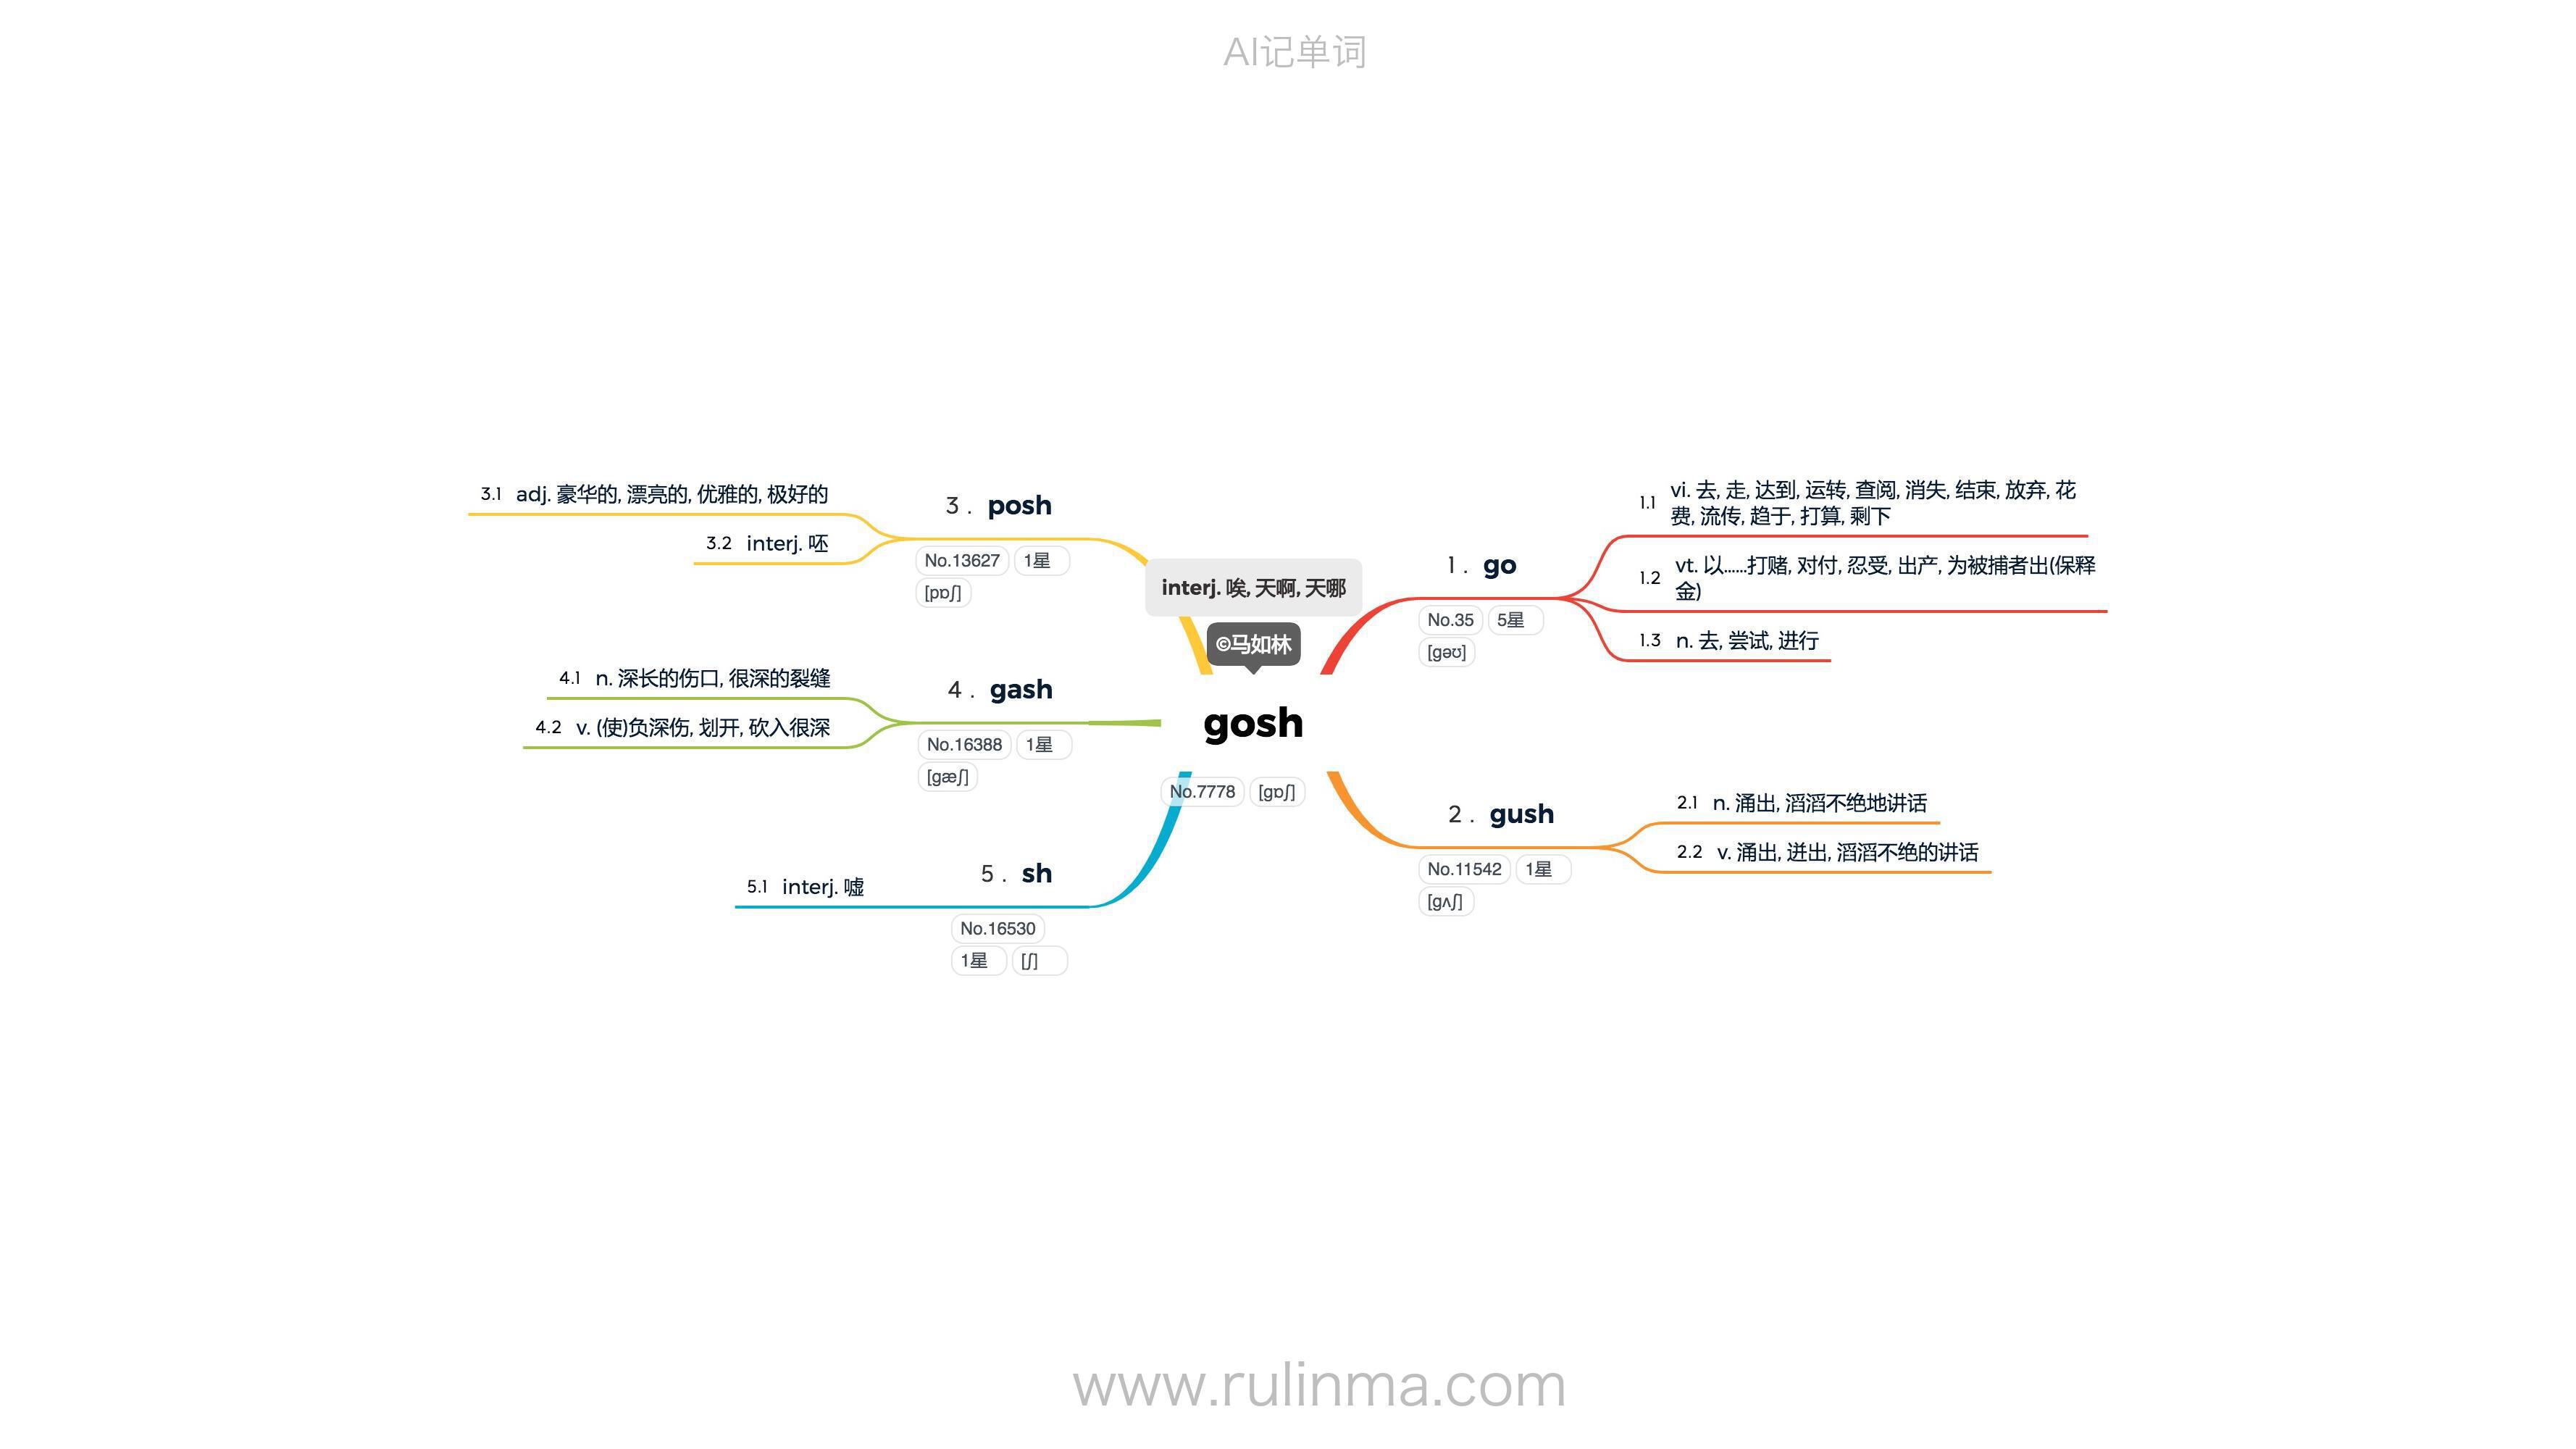 AI记单词
interj. 唉, 天啊, 天哪
©马如林
gosh
No.7778 [gɒʃ]
1. go
No.35 5星
[gəʊ]
1.1 vi. 去, 走, 达到, 运转, 查阅, 消失, 结束, 放弃, 花
费, 流传, 趋于, 打算, 剩下
1.2 vt. 以......打赌, 对付, 忍受, 出产, 为被捕者出(保释
金)
1.3 n. 去, 尝试, 进行
2. gush
No.11542 1星
[gʌʃ]
2.1 n. 涌出, 滔滔不绝地讲话
2.2 v. 涌出, 迸出, 滔滔不绝的讲话
3. posh
No.13627 1星
[pɒʃ]
3.1 adj. 豪华的, 漂亮的, 优雅的, 极好的
3.2 interj. 呸
4. gash
No.16388 1星
[gæʃ]
4.1 n. 深长的伤口, 很深的裂缝
4.2 v. (使)负深伤, 划开, 砍入很深
5. sh
No.16530
1星 [ʃ]
5.1 interj. 嘘
www.rulinma.com